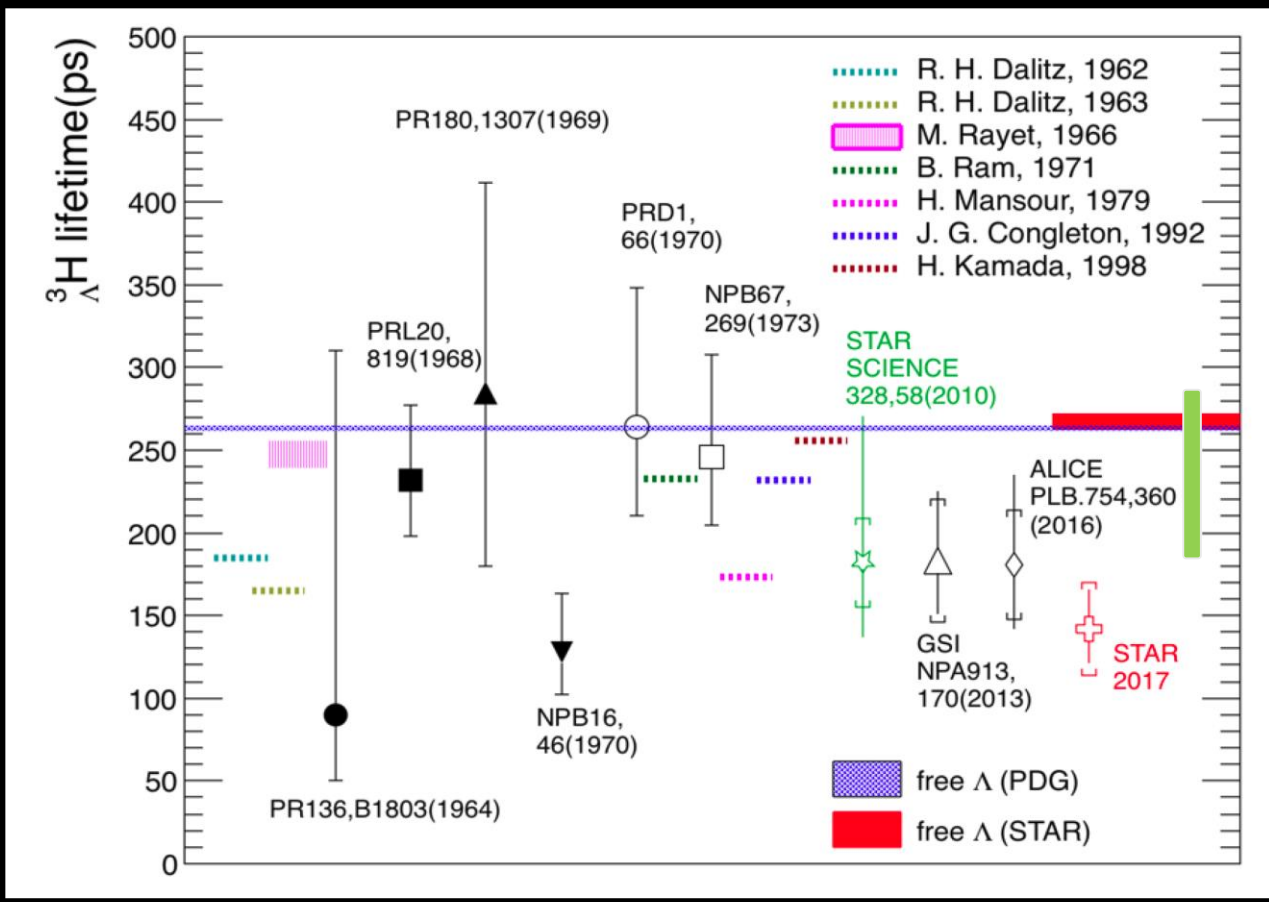 ³ΛH lifetime(ps)
500
450
400
350
300
250
200
150
100
50
0
R. H. Dalitz, 1962
R. H. Dalitz, 1963
M. Rayet, 1966
B. Ram, 1971
H. Mansour, 1979
J. G. Congleton, 1992
H. Kamada, 1998
PR180,1307(1969)
PRD1,
66(1970)
NPB67,
269(1973)
PRL20,
819(1968)
STAR
SCIENCE
328,58(2010)
ALICE
PLB.754,360
(2016)
GSI
NPA913,
170(2013)
STAR
2017
NPB16,
46(1970)
PR136,B1803(1964)
free Λ (PDG)
free Λ (STAR)